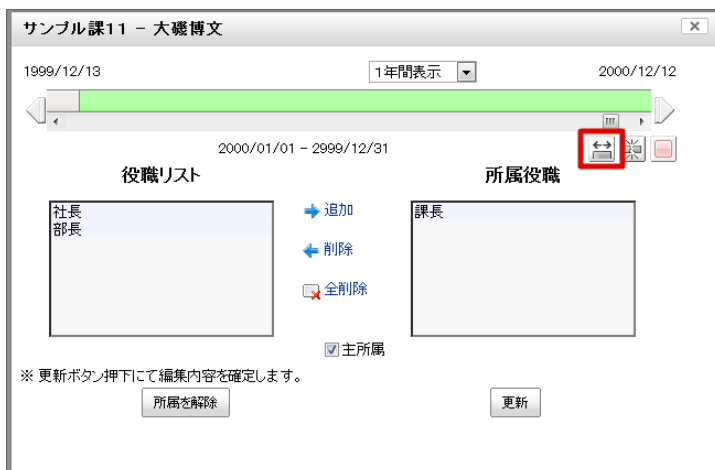 サンプル課11 - 大磯博文
1999/12/13
1年間表示
2000/12/12
2000/01/01 - 2999/12/31
役職リスト
所属役職
社長
部長
追加
削除
全削除
課長
主所属
※ 更新ボタン押下にて編集内容を確定します。
所属を解除
更新